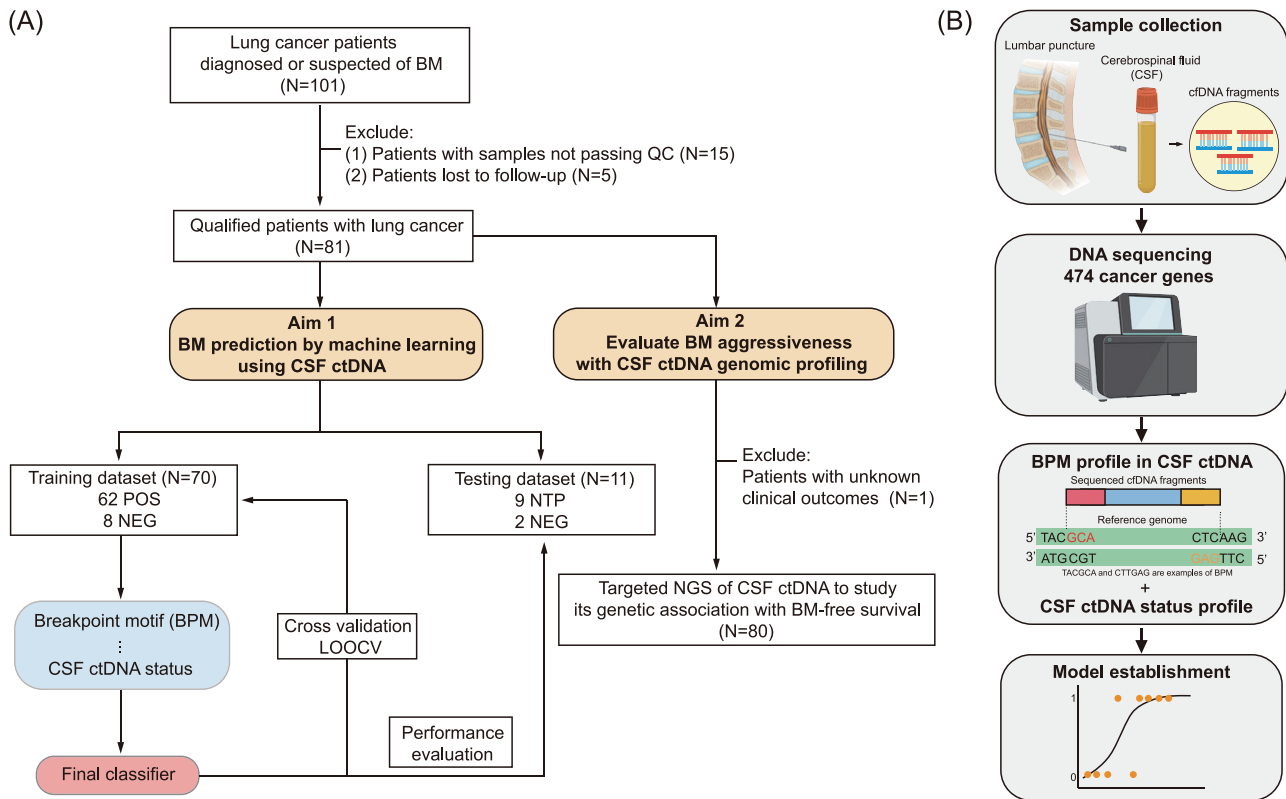 (A)
Lung cancer patients
diagnosed or suspected of BM
(N=101)
Exclude:
(1) Patients with samples not passing QC (N=15)
(2) Patients lost to follow-up (N=5)
Qualified patients with lung cancer
(N=81)
Aim 1
BM prediction by machine learning
using CSF ctDNA
Aim 2
Evaluate BM aggressiveness
with CSF ctDNA genomic profiling
Training dataset (N=70)
62 POS
8 NEG
Testing dataset (N=11)
9 NTP
2 NEG
Exclude:
Patients with unknown
clinical outcomes (N=1)
Breakpoint motif (BPM)
CSF ctDNA status
Cross validation
LOOCV
Targeted NGS of CSF ctDNA to study
its genetic association with BM-free survival
(N=80)
Performance
evaluation
Final classifier
(B)
Sample collection
Lumbar puncture
Cerebrospinal fluid
(CSF)
cfDNA fragments
DNA sequencing
474 cancer genes
BPM profile in CSF ctDNA
Sequenced cfDNA fragments
Reference genome
5' TACGCA CTCAAG 3'
3' ATGCGT GAGTTC 5'
TACGCA and CTTGAG are examples of BPM
+
CSF ctDNA status profile
Model establishment
1
0